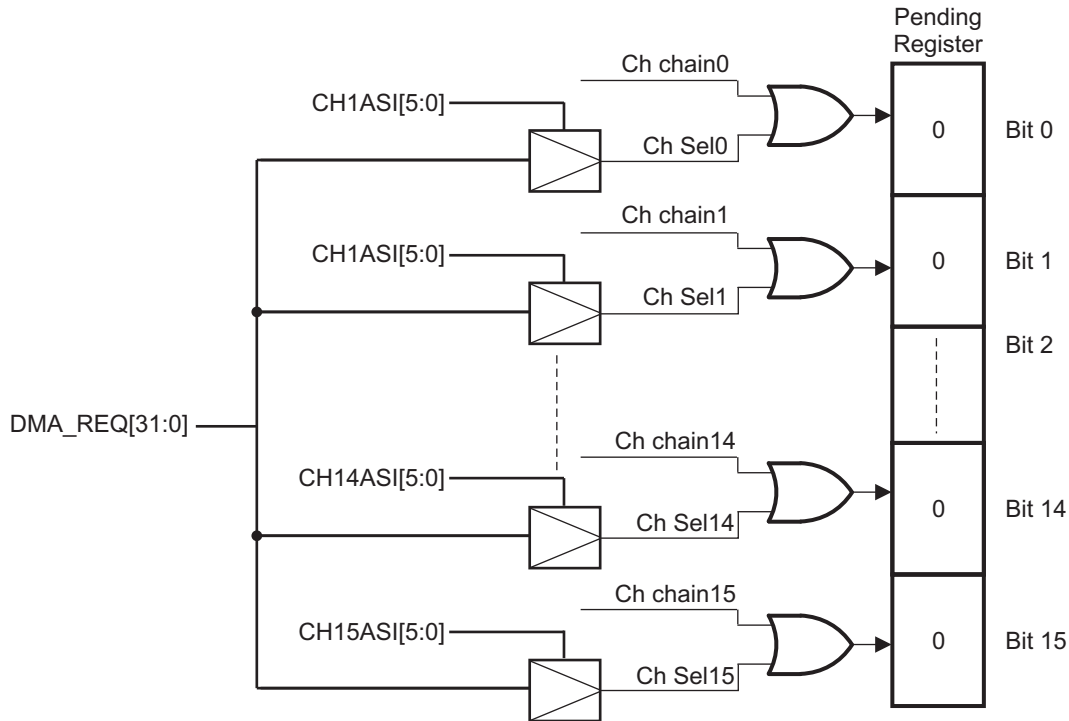 Pending
Register
Ch chain0
CH1ASI[5:0]
0
Bit 0
Ch Sel0
Ch chain1
CH1ASI[5:0]
0
Bit 1
Ch Sel1
Bit 2
DMA_REQ[31:0]
Ch chain14
CH14ASI[5:0]
0
Bit 14
Ch Sel14
Ch chain15
CH15ASI[5:0]
0
Bit 15
Ch Sel15